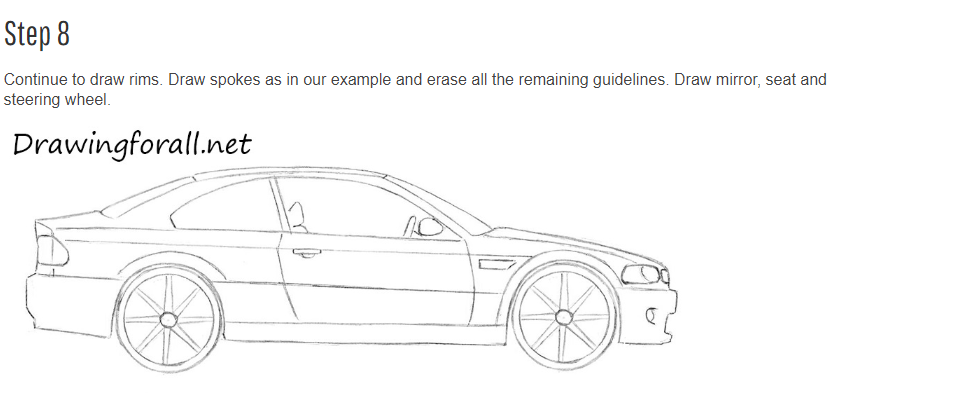 Step 8
Continue to draw rims. Draw spokes as in our example and erase all the remaining guidelines. Draw mirror, seat and
steering wheel.
Drawingforall.net